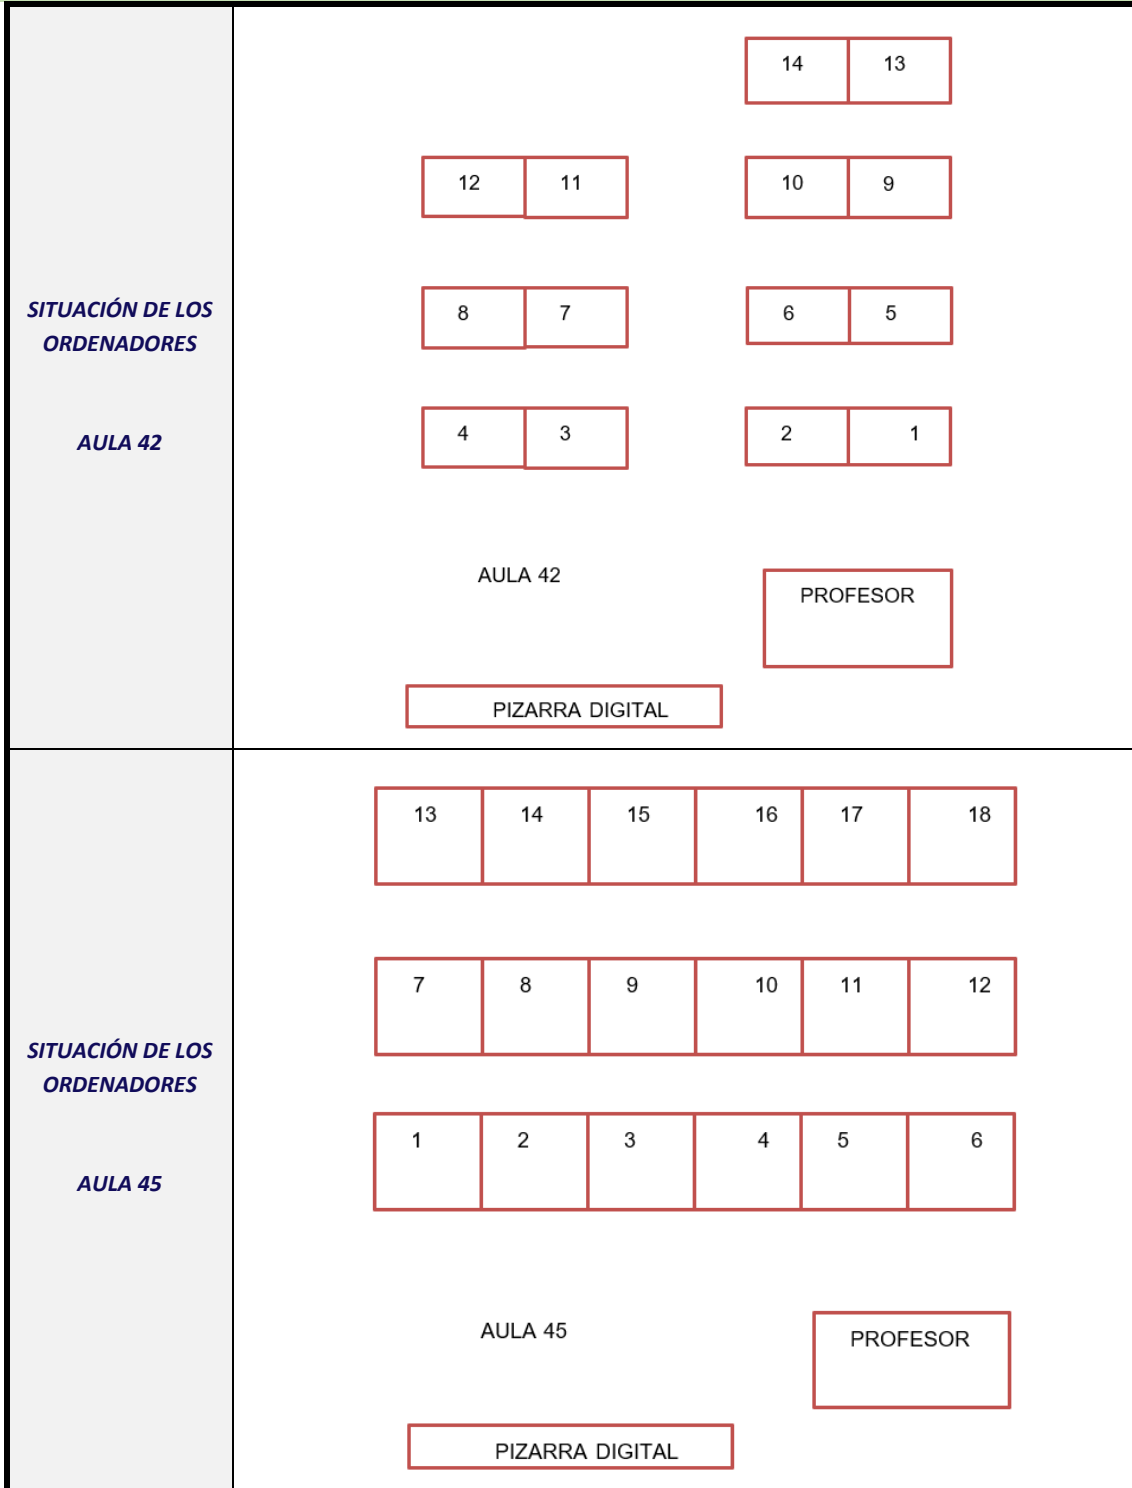 SITUACIÓN DE LOS
ORDENADORES
AULA 42
14 13
12 11 10 9
8 7 6 5
4 3 2 1
AULA 42
PROFESOR
PIZARRA DIGITAL
SITUACIÓN DE LOS
ORDENADORES
AULA 45
13 14 15 16 17 18
7 8 9 10 11 12
1 2 3 4 5 6
AULA 45
PROFESOR
PIZARRA DIGITAL